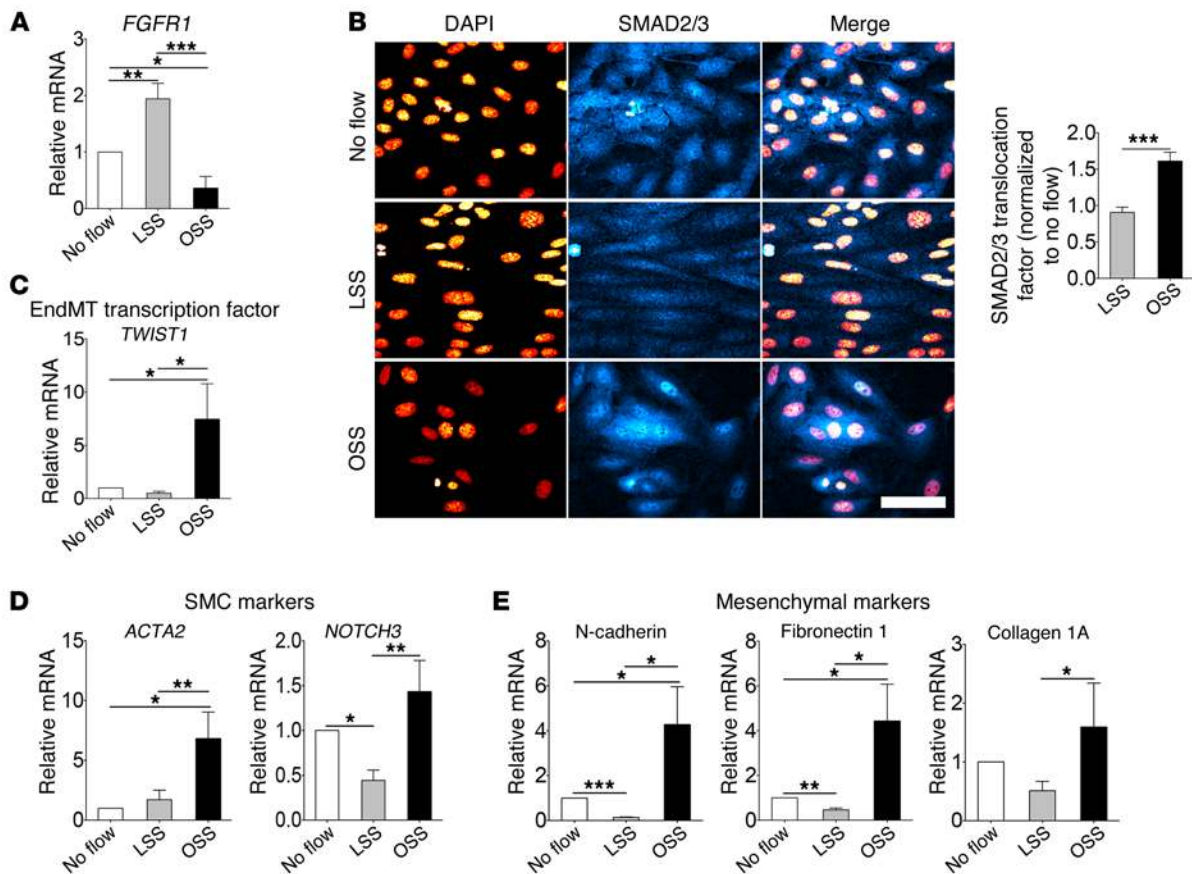 A
FGFR1
***
*
**
Relative mRNA
3
2
1
0
No flow
LSS
OSS
B
DAPI
SMAD2/3
Merge
No flow
LSS
OSS
SMAD2/3 translocation
factor (normalized
to no flow)
2.0
1.5
1.0
0.5
0.0
***
LSS
OSS
C
EndMT transcription factor
TWIST1
*
*
Relative mRNA
15
10
5
0
No flow
LSS
OSS
D
SMC markers
ACTA2
**
*
Relative mRNA
15
10
5
0
No flow
LSS
OSS
NOTCH3
**
*
Relative mRNA
2.0
1.5
1.0
0.5
0.0
No flow
LSS
OSS
E
Mesenchymal markers
N-cadherin
*
*
***
Relative mRNA
8
6
4
2
0
No flow
LSS
OSS
Fibronectin 1
*
*
**
Relative mRNA
8
6
4
2
0
No flow
LSS
OSS
Collagen 1A
*
Relative mRNA
3
2
1
0
No flow
LSS
OSS